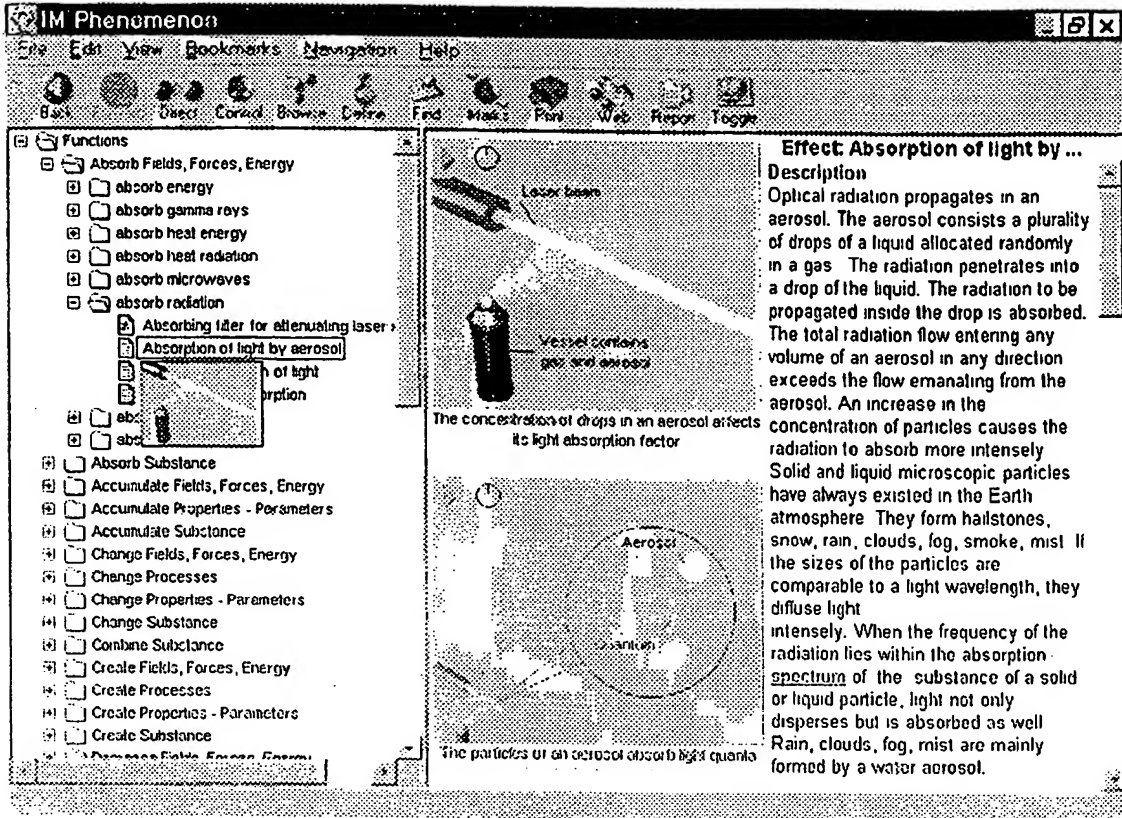 IM Phenomenon
File Edit View Bookmarks Navigation Help
Back Direct Control Browse Define Find Marks Print Web Report Toggle
Functions
Absorb Fields, Forces, Energy
absorb energy
absorb gamma rays
absorb heat energy
absorb heat radiation
absorb microwaves
absorb radiation
Absorbing filter for attenuating laser
Absorption of light by aerosol
of light
orption
abs
abs
Absorb Substance
Accumulate Fields, Forces, Energy
Accumulate Properties - Parameters
Accumulate Substance
Change Fields, Forces, Energy
Change Processes
Change Properties - Parameters
Change Substance
Combine Substance
Create Fields, Forces, Energy
Create Processes
Create Properties - Parameters
Create Substance
Fields, Forces, Energy
Laser beam
Vessel contains
gaz and aerosol
The concentration of drops in an aerosol affects
its light absorption factor
Aerosol
Quantum
The particles of an aerosol absorb light quanta
Effect: Absorption of light by ...
Description
Optical radiation propagates in an
aerosol. The aerosol consists a plurality
of drops of a liquid allocated randomly
in a gas The radiation penetrates into
a drop of the liquid. The radiation to be
propagated inside the drop is absorbed.
The total radiation flow entering any
volume of an aerosol in any direction
exceeds the flow emanating from the
aerosol. An increase in the
concentration of particles causes the
radiation to absorb more intensely
Solid and liquid microscopic particles
have always existed in the Earth
atmosphere They form hailstones,
snow, rain, clouds, fog, smoke, mist If
the sizes of the particles are
comparable to a light wavelength, they
diffuse light
intensely. When the frequency of the
radiation lies within the absorption
spectrum of the substance of a solid
or liquid particle, light not only
disperses but is absorbed as well
Rain, clouds, fog, mist are mainly
formed by a water aerosol.